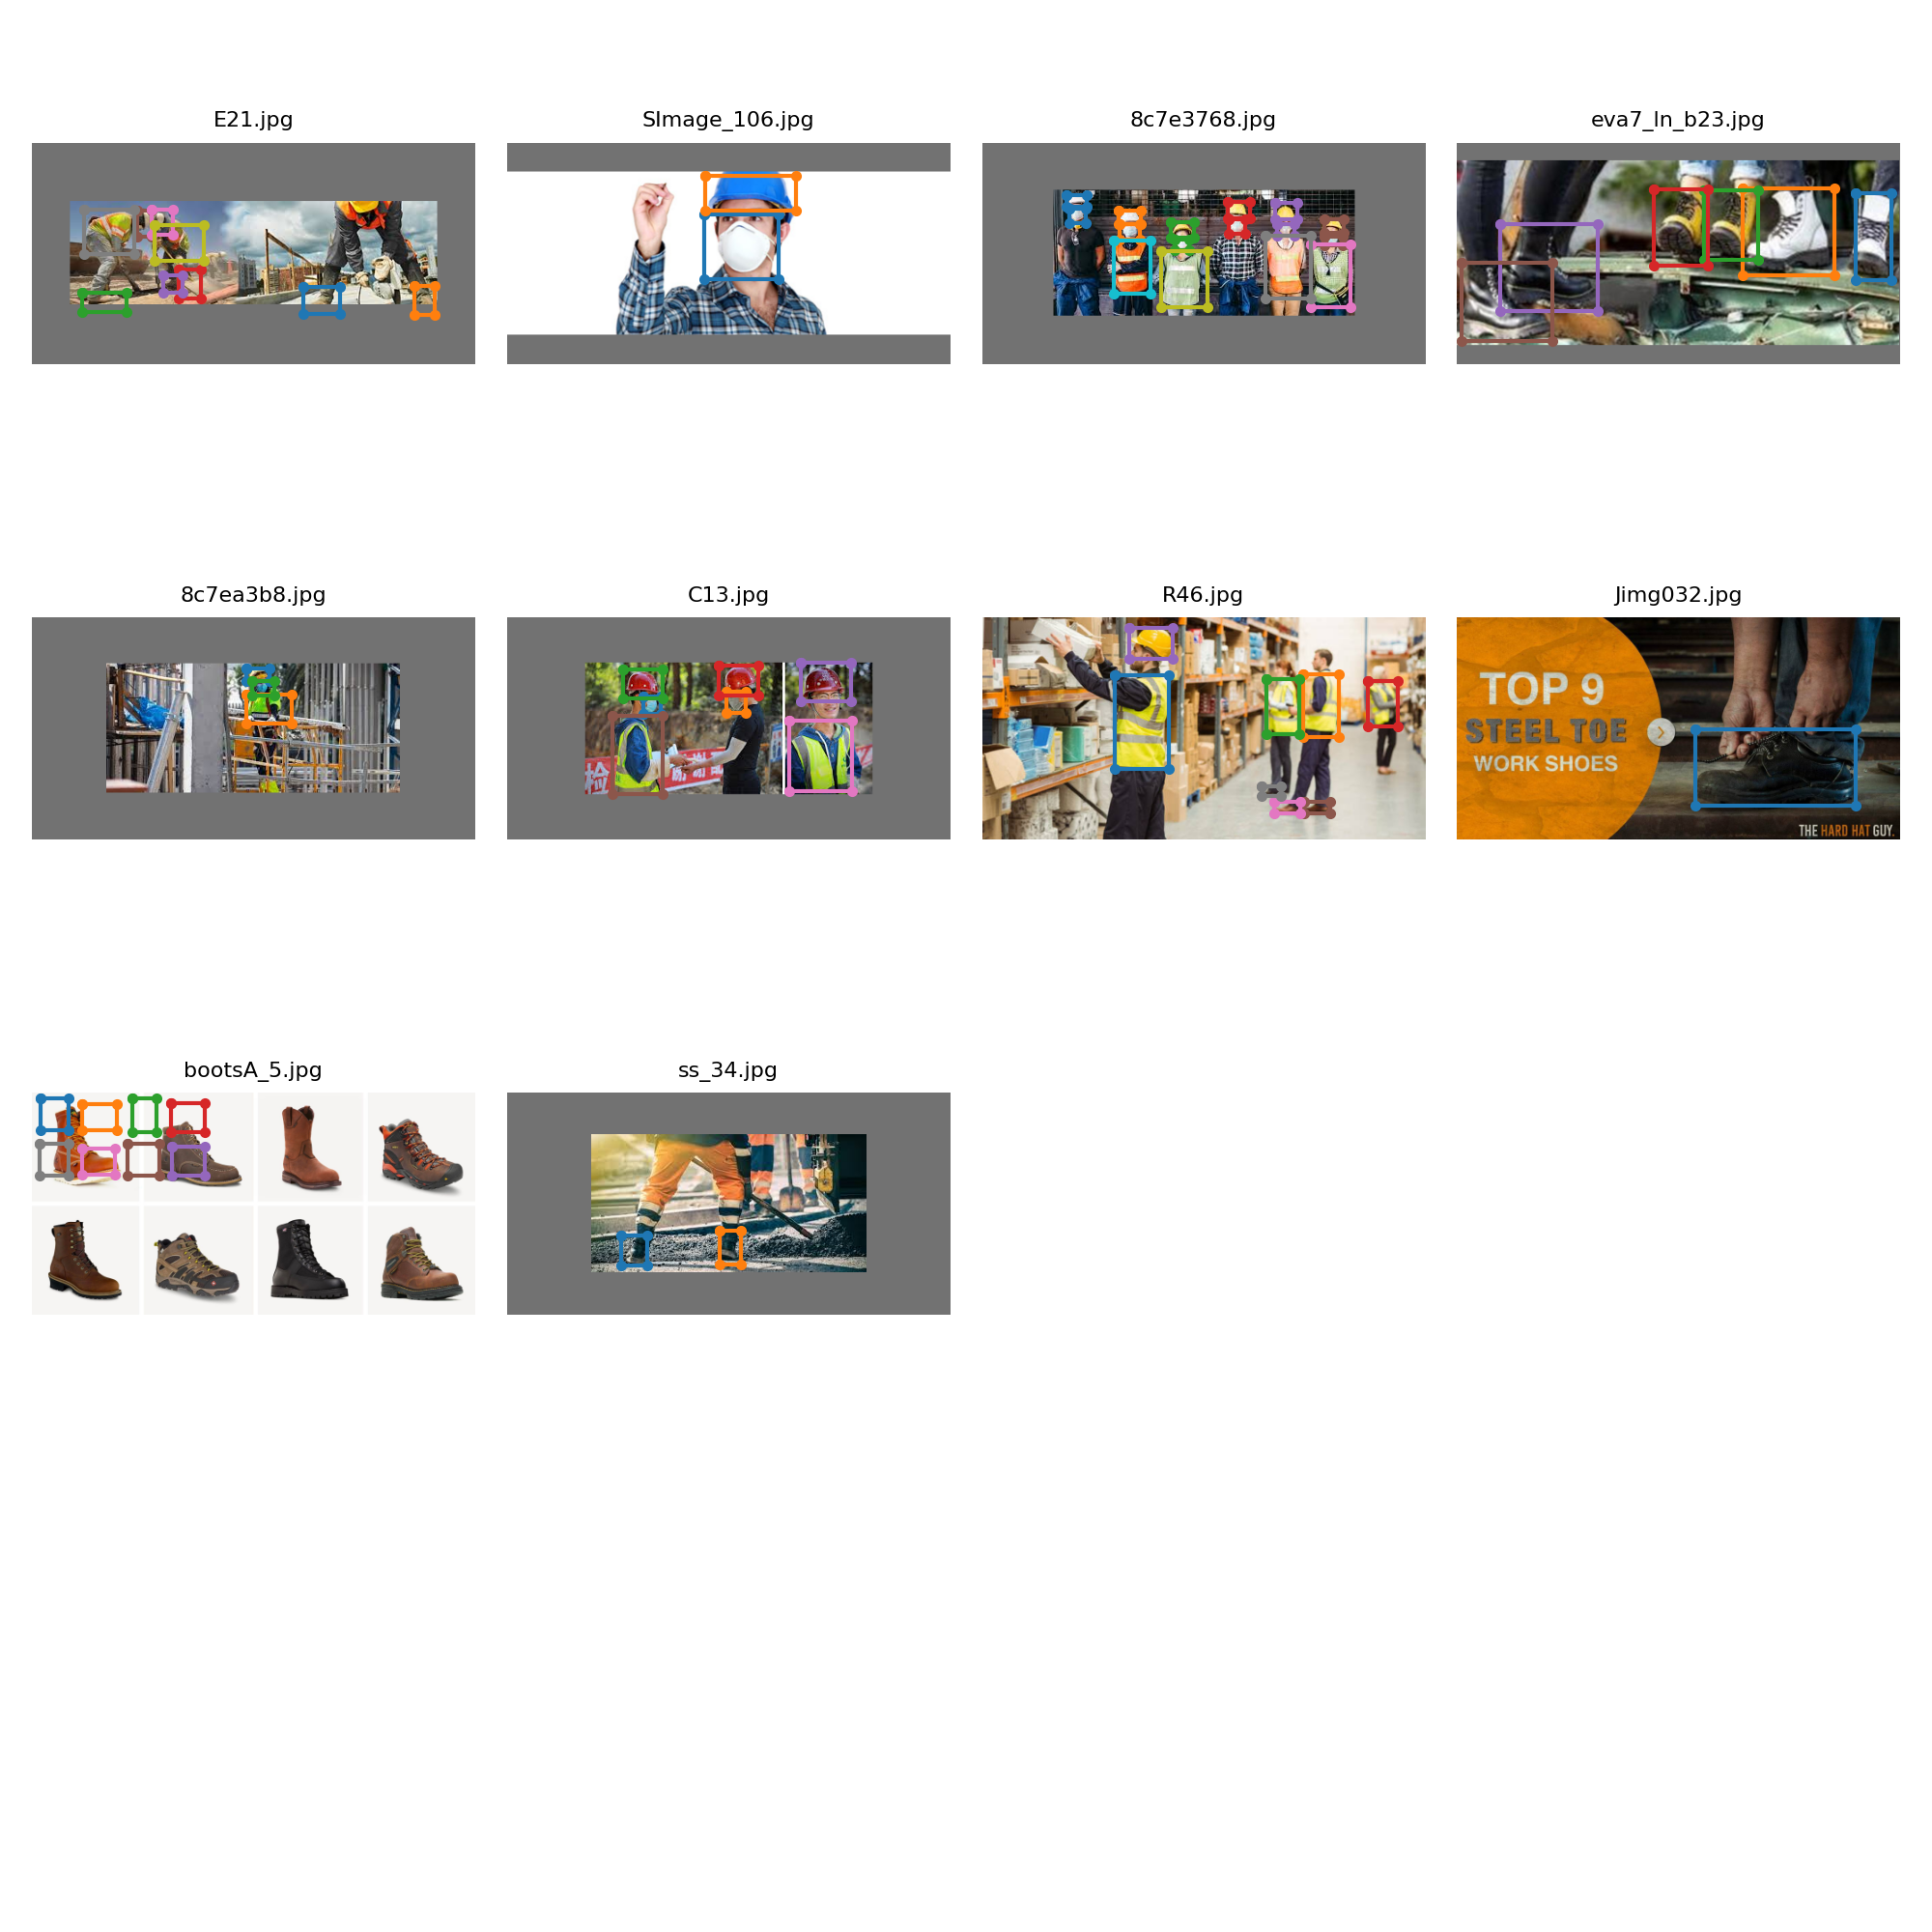 E21.jpg
SImage_106.jpg
8c7e3768.jpg
eva7_In_b23.jpg
8c7ea3b8.jpg
C13.jpg
R46.jpg
Jimg032.jpg
TOP 9
STEEL TOE
WORK SHOES
THE HARD HAT GUY.
bootsA_5.jpg
ss_34.jpg